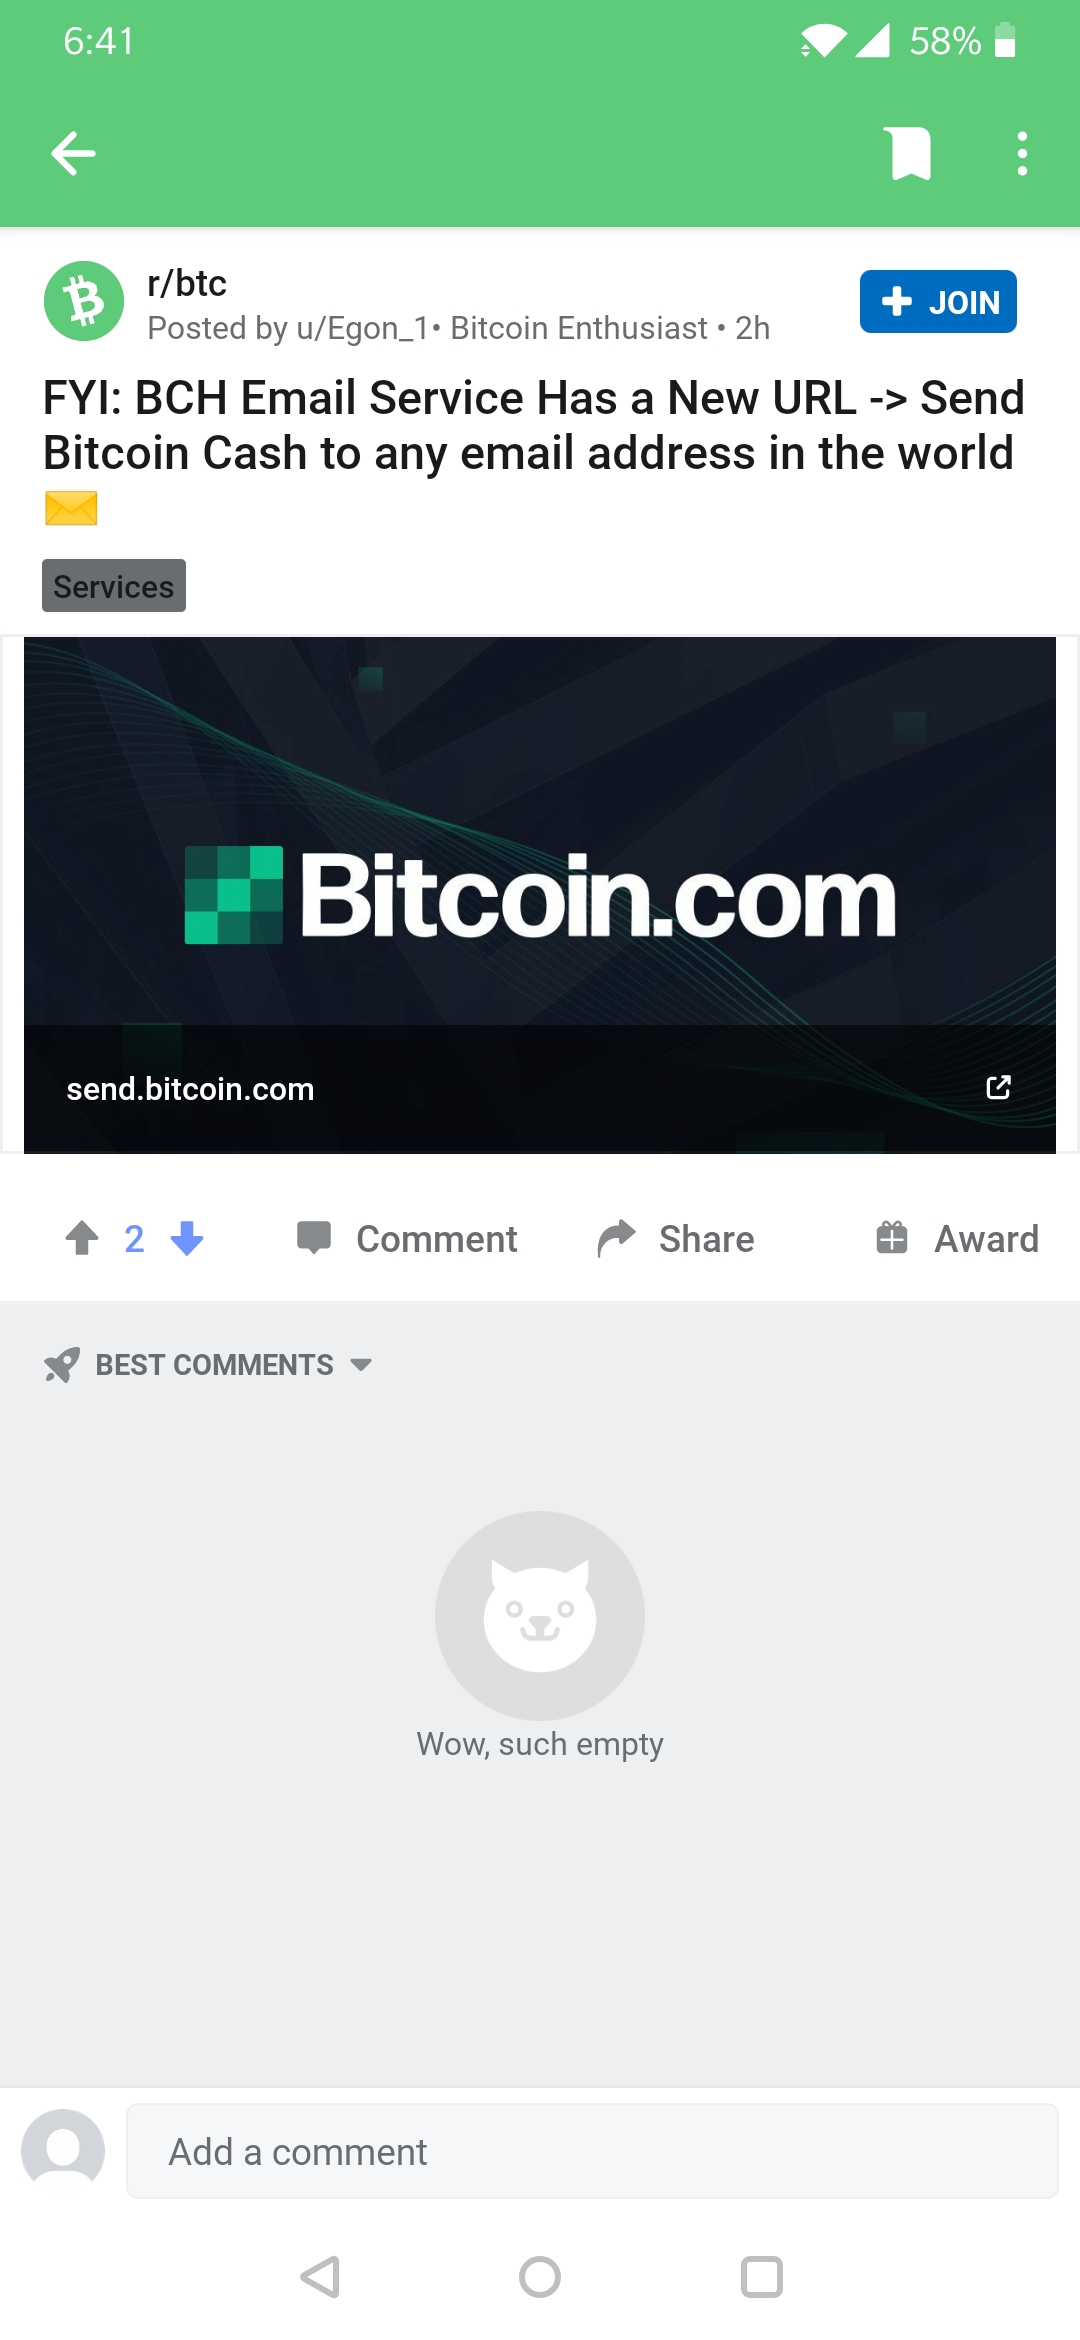 6:41
58%
r/btc
JOIN
Posted by u/Egon_1• Bitcoin Enthusiast • 2h
FYI: BCH Email Service Has a New URL -> Send
Bitcoin Cash to any email address in the world
✉️
Services
Bitcoin.com
send.bitcoin.com
2 Comment Share Award
BEST COMMENTS
Wow, such empty
Add a comment